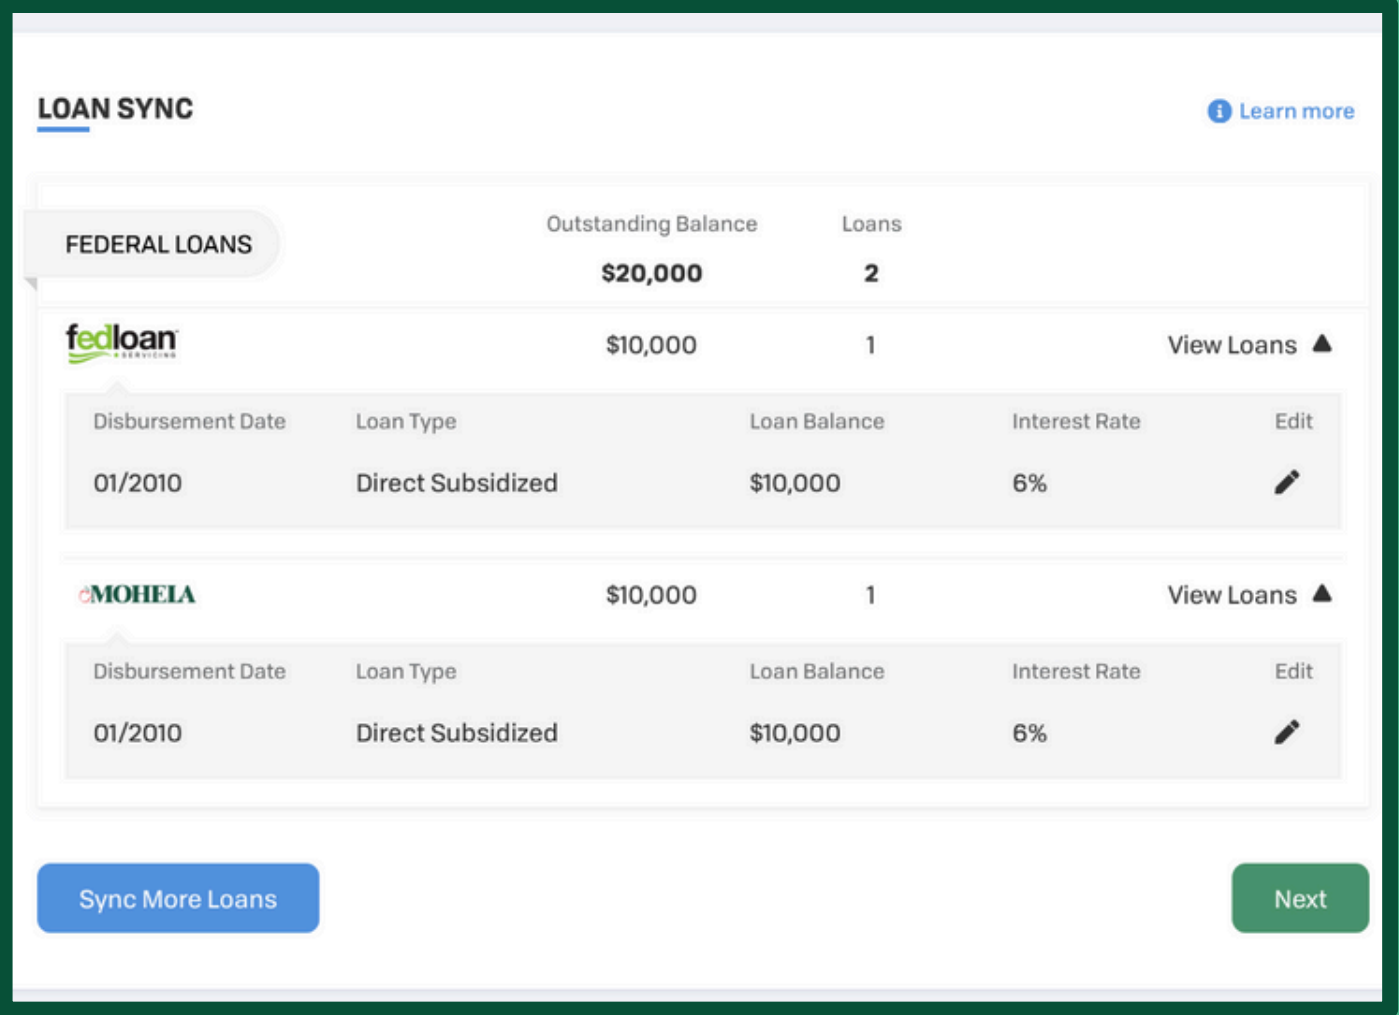 LOAN SYNC
Learn more
FEDERAL LOANS
Outstanding Balance
Loans
$20,000
2
fedloan
SERVICING
$10,000
1
View Loans
Disbursement Date
Loan Type
Loan Balance
Interest Rate
Edit
01/2010
Direct Subsidized
$10,000
6%
MOHELA
$10,000
1
View Loans
Disbursement Date
Loan Type
Loan Balance
Interest Rate
Edit
01/2010
Direct Subsidized
$10,000
6%
Sync More Loans
Next